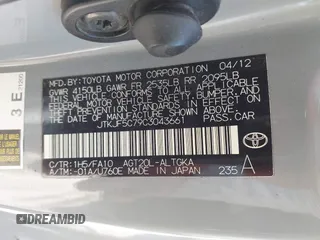 MFD. BY: TOYOTA MOTOR CORPORATION 04/12
GVWR 4150LB GAWR FR 2535LB RR 2095LB
THIS VEHICLE CONFORMS TO ALL APPLICABLE
FEDERAL MOTOR VEHICLE SAFETY, BUMPER, AND
THEFT PREVENTION STANDARDS IN EFFECT ON
THE DATE OF MANUFACTURE SHOWN ABOVE.
PASS. CAR
C/TR: 1H5/FA10 AGT20L-ALTGKA
A/TM: -01A/U760E
MADE IN JAPAN 235 A
3 E
AUTOBIDMASTER